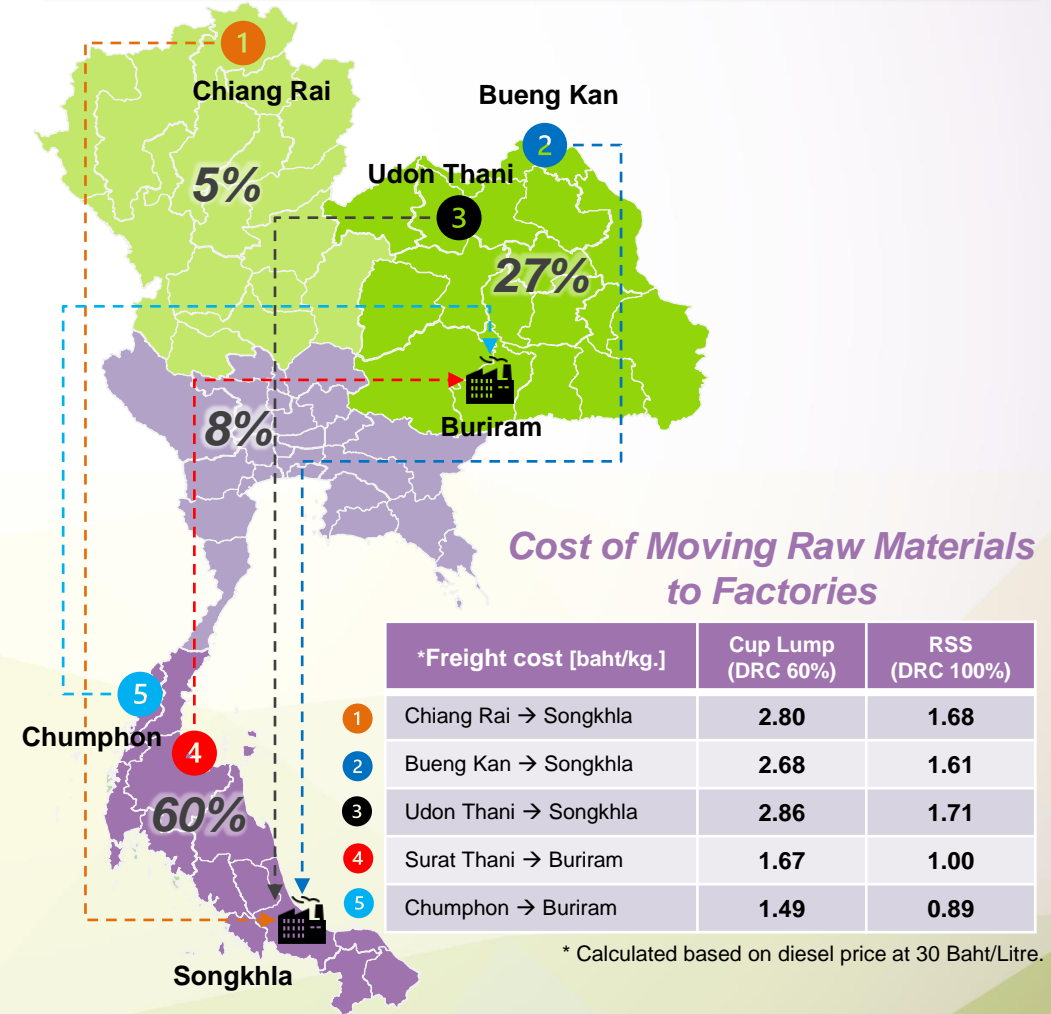 1
Chiang Rai
Bueng Kan
2
Udon Thani
3
5%
27%
Buriram
8%
5
Chumphon
4
60%
Songkhla
Cost of Moving Raw Materials
to Factories
*Freight cost [baht/kg.] Cup Lump (DRC 60%) RSS (DRC 100%)
1 Chiang Rai → Songkhla 2.80 1.68
2 Bueng Kan → Songkhla 2.68 1.61
3 Udon Thani → Songkhla 2.86 1.71
4 Surat Thani → Buriram 1.67 1.00
5 Chumphon → Buriram 1.49 0.89
* Calculated based on diesel price at 30 Baht/Litre.